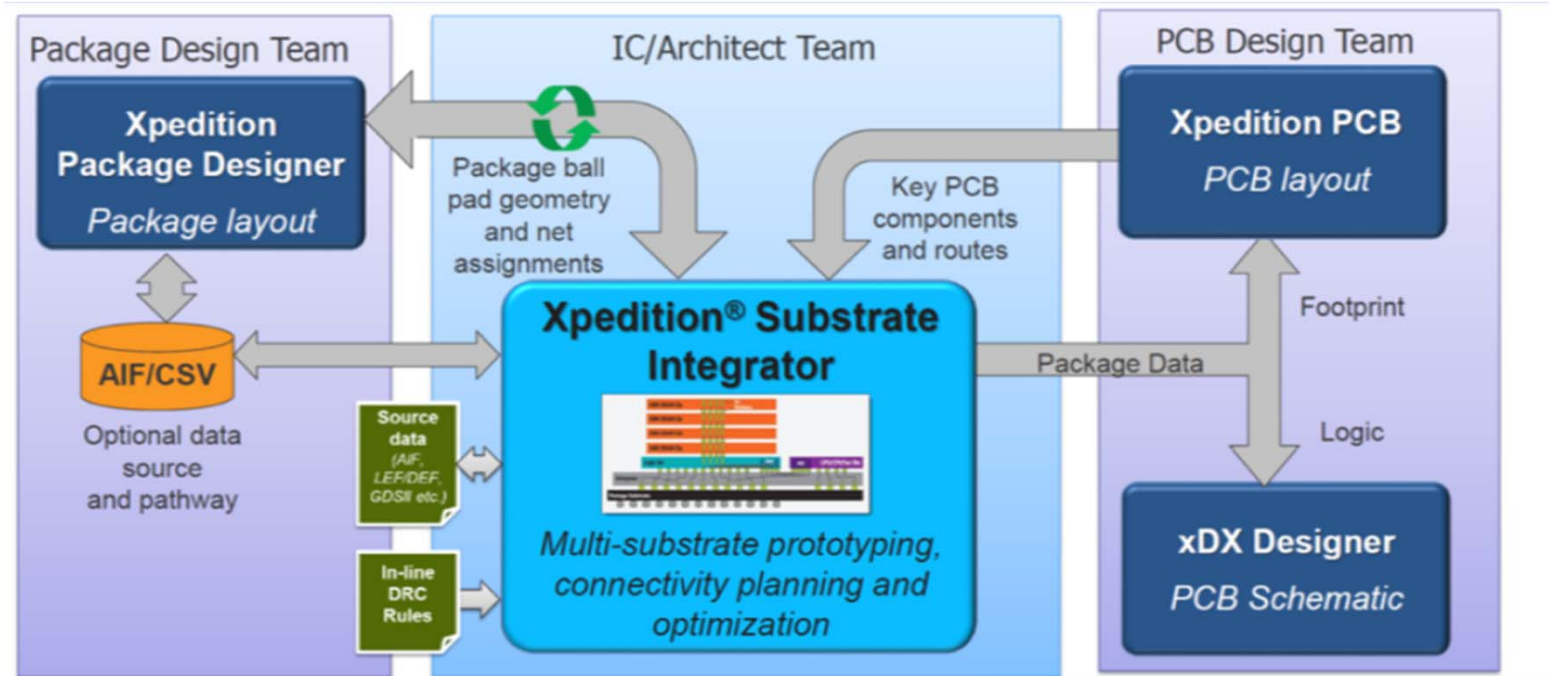 Package Design Team
Xpedition
Package Designer
Package layout
AIF/CSV
Optional data
source
and pathway
IC/Architect Team
Package ball
pad geometry
and net
assignments
Key PCB
components
and routes
Source
data
(AIF,
LEF/DEF,
GDSII etc.)
In-line
DRC
Rules
Xpedition® Substrate
Integrator
Multi-substrate prototyping,
connectivity planning and
optimization
Package Data
PCB Design Team
Xpedition PCB
PCB layout
Footprint
Logic
xDX Designer
PCB Schematic